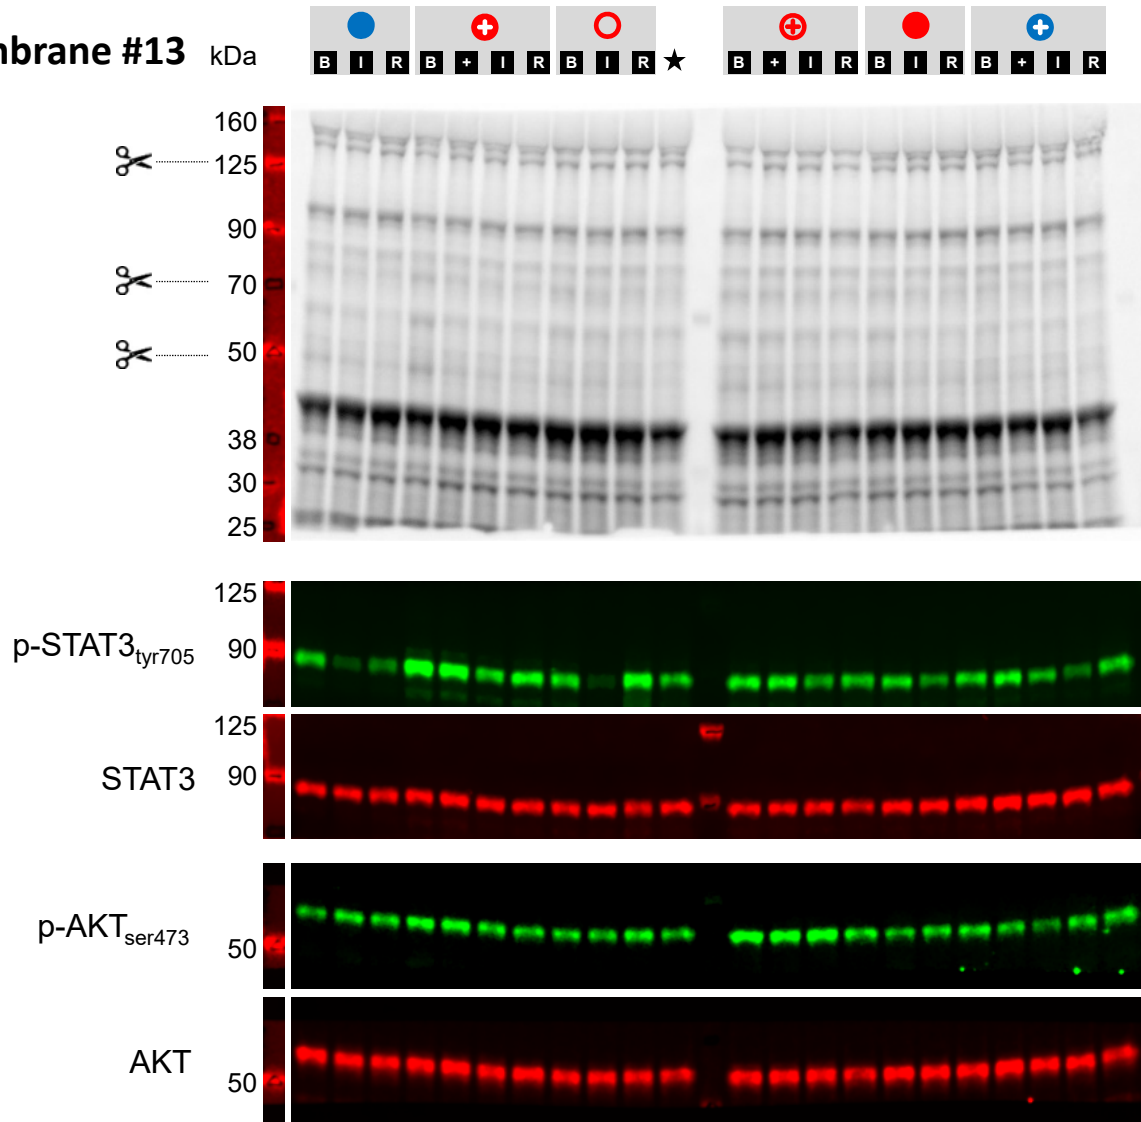 mbrane #13 kDa
B I R B + I R B I R ★ B + I R B I R B + I R
160
125
90
70
50
38
30
25
125
p-STAT3tyr705 90
125
STAT3 90
p-AKTser473 50
AKT 50